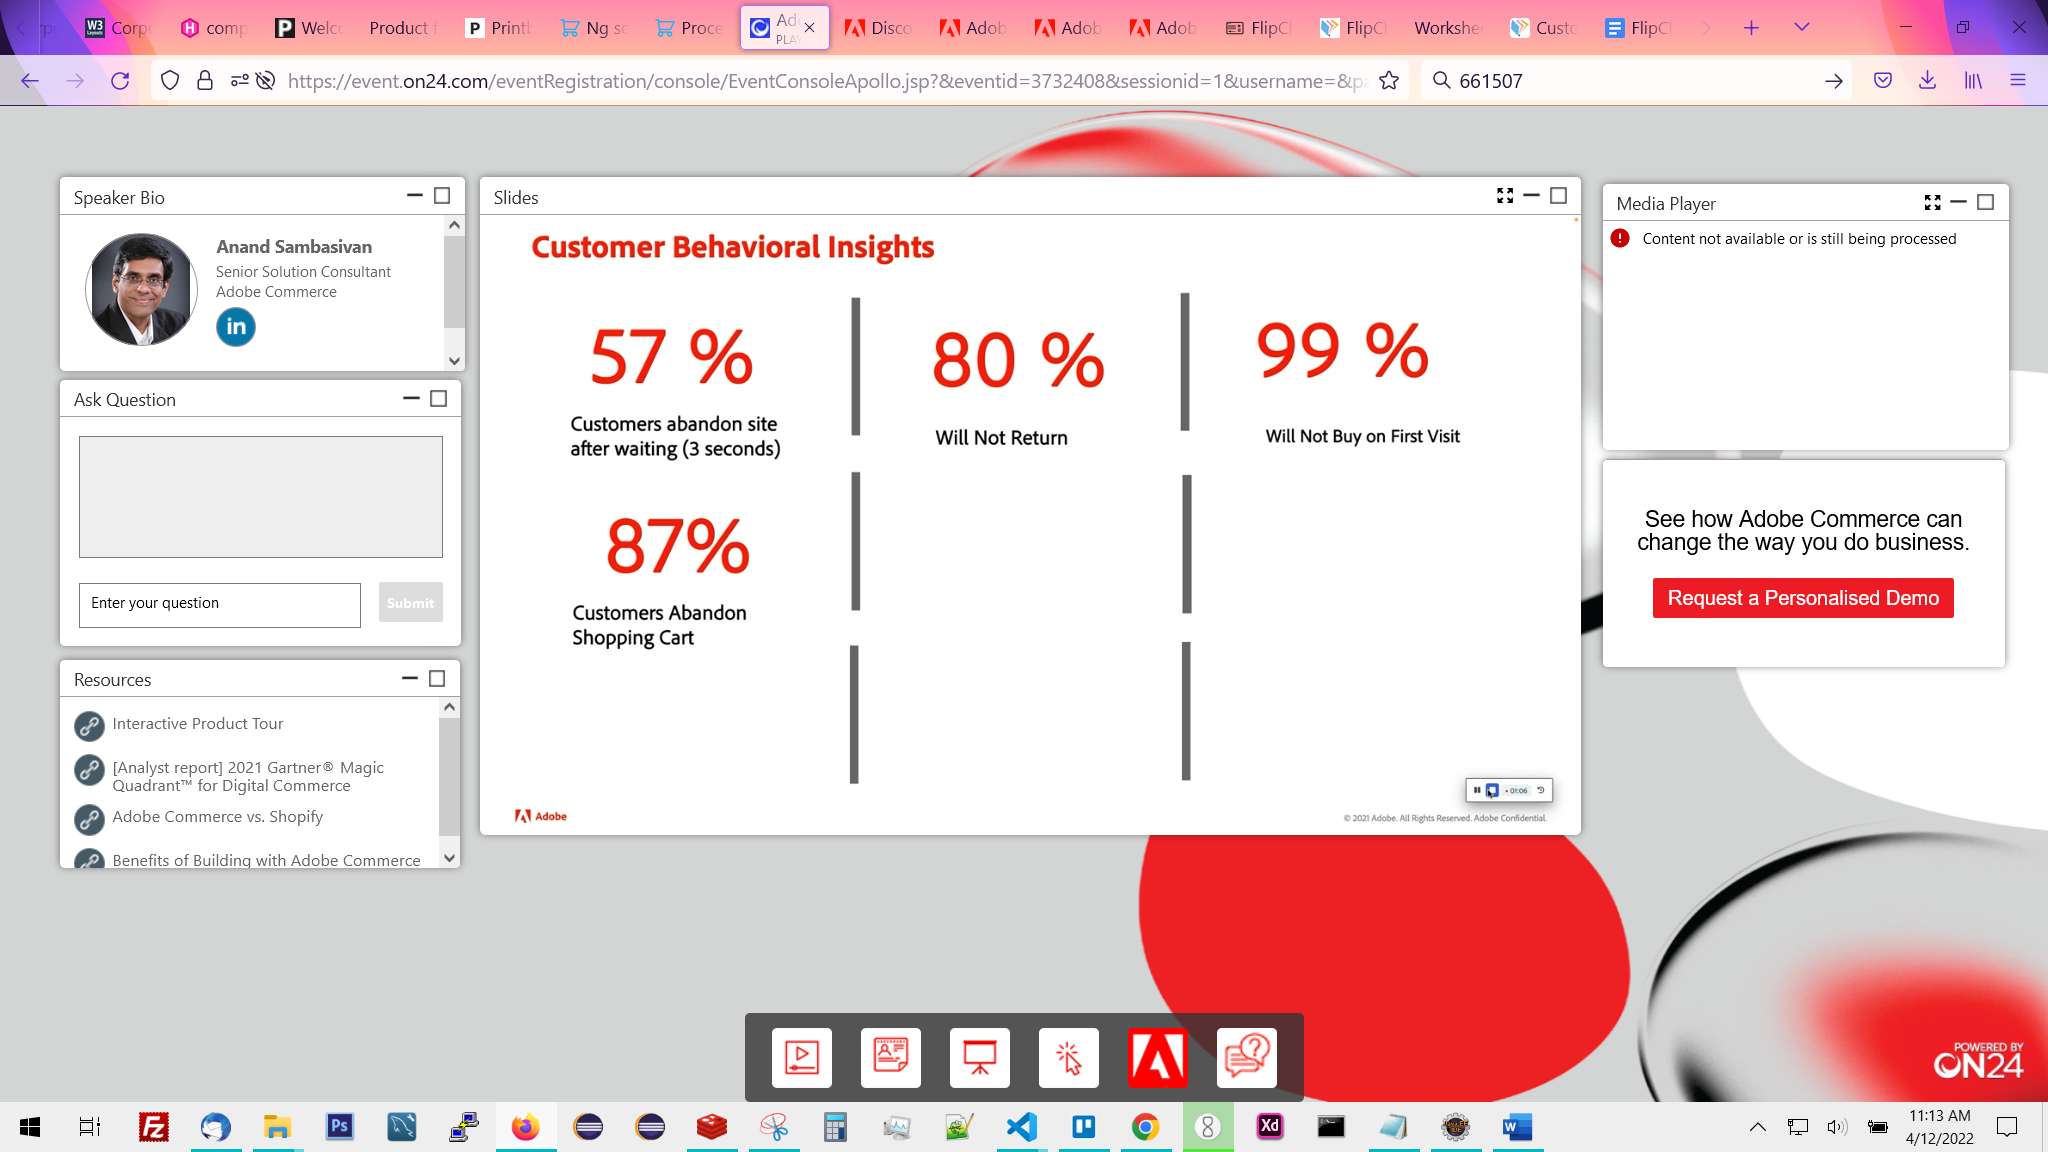 Corp
comp
Welc
Product f
Printl
Ng sc
Proce
Ad
PLAY
Disco
Adob
Adob
Adob
FlipCl
FlipCl
Workshe
Custo
FlipCl
https://event.on24.com/eventRegistration/console/EventConsoleApollo.jsp?&eventid=3732408&sessionid=1&username=&pa
661507
Speaker Bio
Anand Sambasivan
Senior Solution Consultant
Adobe Commerce
in
Ask Question
Enter your question
Submit
Resources
Interactive Product Tour
[Analyst report] 2021 Gartner® Magic
Quadrant™ for Digital Commerce
Adobe Commerce vs. Shopify
Benefits of Building with Adobe Commerce
Slides
Customer Behavioral Insights
57 %
Customers abandon site
after waiting (3 seconds)
80 %
Will Not Return
99 %
Will Not Buy on First Visit
87%
Customers Abandon
Shopping Cart
01:06
Adobe
© 2021 Adobe. All Rights Reserved. Adobe Confidential.
Media Player
Content not available or is still being processed
See how Adobe Commerce can
change the way you do business.
Request a Personalised Demo
POWERED BY
ON24
11:13 AM
4/12/2022